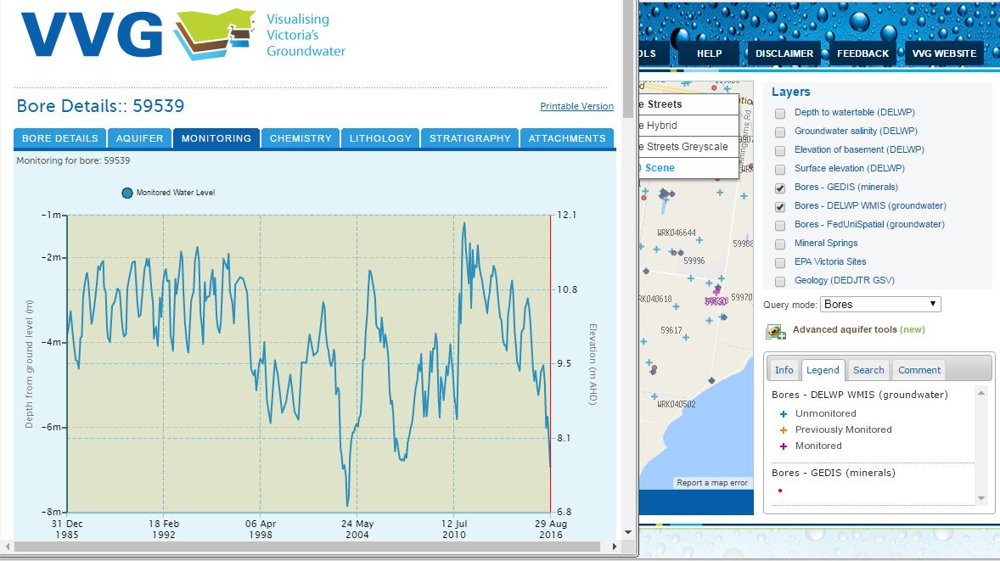 VVG
Visualising
Victoria's
Groundwater
Bore Details:: 59539
Printable Version
BORE DETAILS
AQUIFER
MONITORING
CHEMISTRY
LITHOLOGY
STRATIGRAPHY
ATTACHMENTS
Monitoring for bore: 59539
Monitored Water Level
Depth from ground level (m)
−1m
−2m
−4m
−6m
−8m
12.1
10.8
9.5
8.1
6.8
Elevation (m AHD)
31 Dec
1985
18 Feb
1992
06 Apr
1998
24 May
2004
12 Jul
2010
29 Aug
2016
OLS
HELP
DISCLAIMER
FEEDBACK
VVG WEBSITE
e Streets
e Hybrid
e Streets Greyscale
Scene
WRK046644
59988
59996
59970
59617
WRK040502
Report a map error
Layers
Depth to watertable (DELWP)
Groundwater salinity (DELWP)
Elevation of basement (DELWP)
Surface elevation (DELWP)
Bores - GEDIS (minerals)
Bores - DELWP WMIS (groundwater)
Bores - FedUniSpatial (groundwater)
Mineral Springs
EPA Victoria Sites
Geology (DEDJTR GSV)
Query mode: Bores
Advanced aquifer tools (new)
Info
Legend
Search
Comment
Bores - DELWP WMIS (groundwater)
Unmonitored
Previously Monitored
Monitored
Bores - GEDIS (minerals)